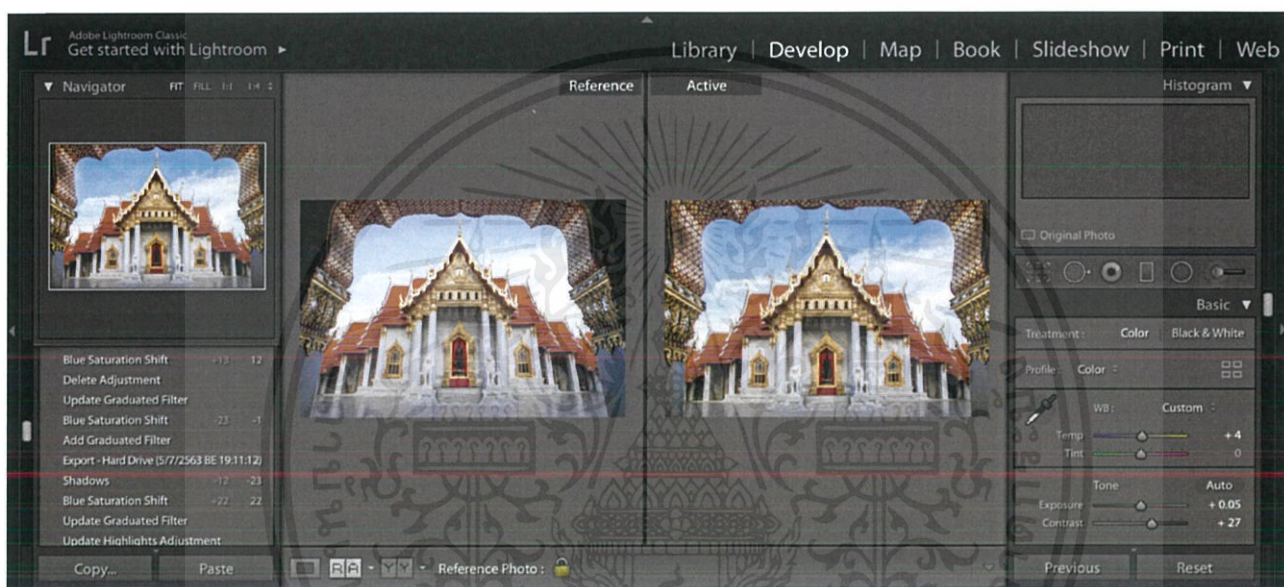 Lr
Adobe Lightroom Classic
Get started with Lightroom
Library | Develop | Map | Book | Slideshow | Print | Web
Navigator FIT FILL 1:1 1:4
Reference
Active
Histogram
Original Photo
Basic
Treatment : Color Black & White
Profile : Color
WB : Custom
Temp +4
Tint 0
Tone Auto
Exposure + 0.05
Contrast + 27
Blue Saturation Shift +13 12
Delete Adjustment
Update Graduated Filter
Blue Saturation Shift -23 -1
Add Graduated Filter
Export - Hard Drive (5/7/2563 BE 19:11:12)
Shadows -12 -23
Blue Saturation Shift +22 22
Update Graduated Filter
Update Highlights Adjustment
Copy... Paste
RA YY Reference Photo :
Previous Reset